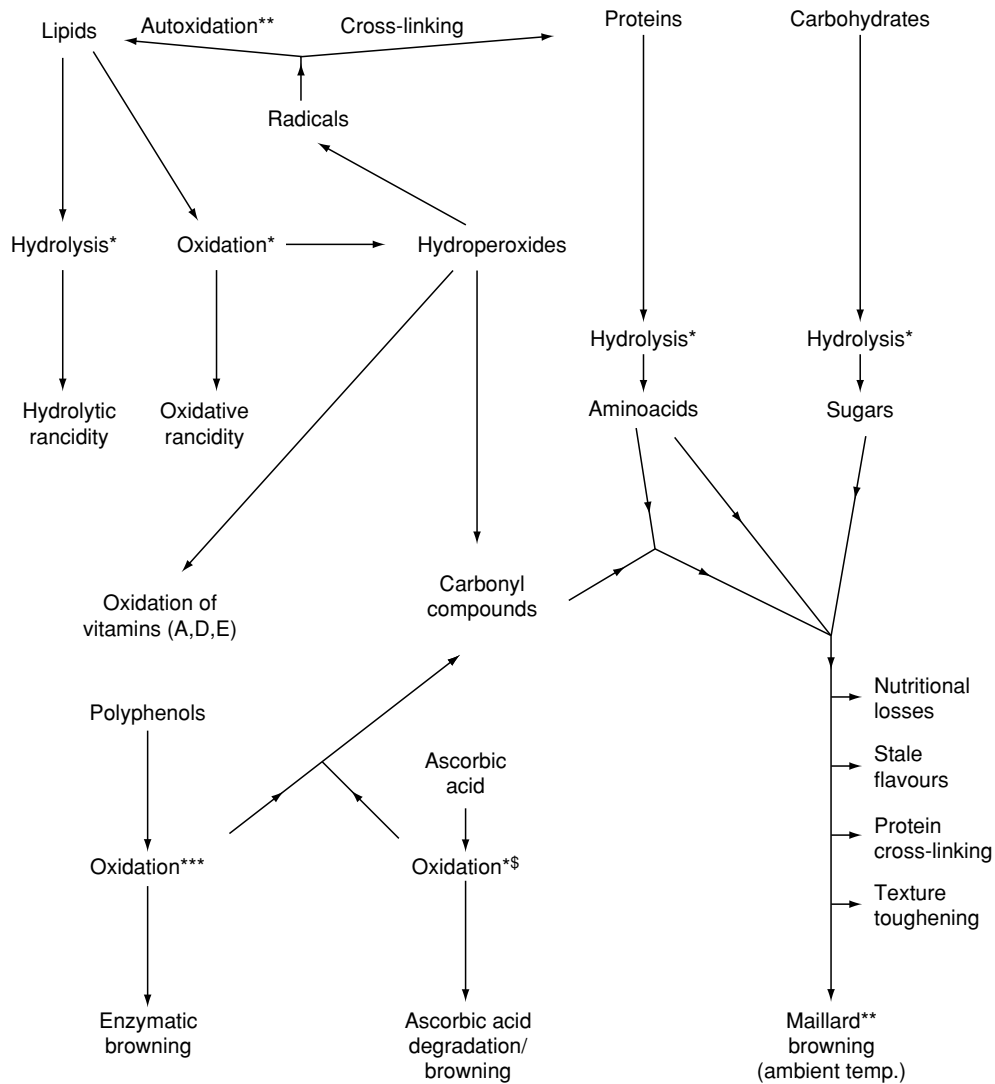 Lipids
Autoxidation**
Cross-linking
Proteins
Carbohydrates
Radicals
Hydrolysis*
Oxidation*
Hydroperoxides
Hydrolysis*
Hydrolysis*
Hydrolytic
rancidity
Oxidative
rancidity
Aminoacids
Sugars
Oxidation of
vitamins (A,D,E)
Carbonyl
compounds
Polyphenols
Ascorbic
acid
Nutritional
losses
Stale
flavours
Protein
cross-linking
Texture
toughening
Oxidation***
Oxidation*$
Enzymatic
browning
Ascorbic acid
degradation/
browning
Maillard**
browning
(ambient temp.)